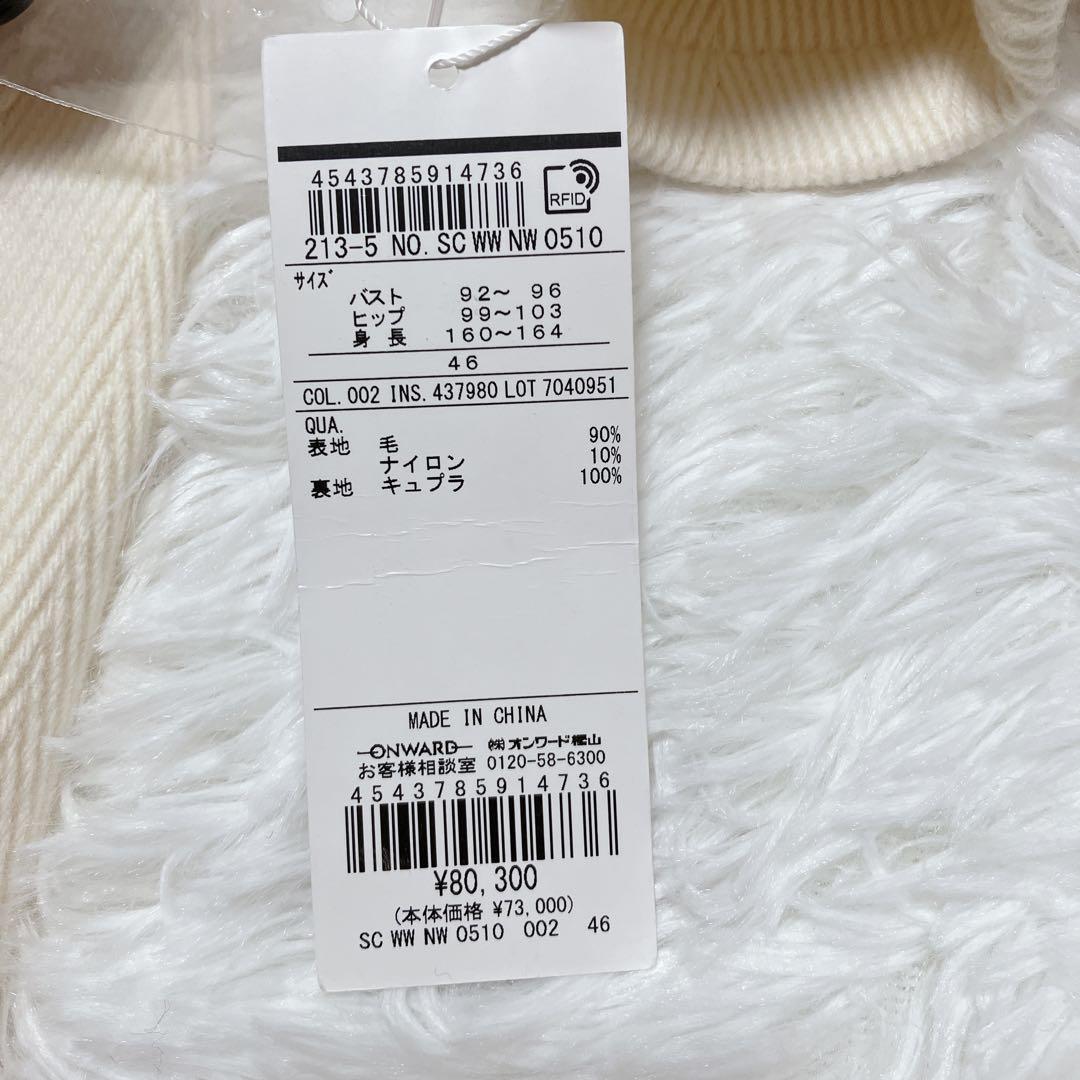 4543785914736
RFID
213-5 NO. SC WW NW 0510
サイズ
バスト 92～ 96
ヒップ 99～103
身長 160～164
46
COL. 002 INS. 437980 LOT 7040951
QUA.
表地 毛 90%
ナイロン 10%
裏地 キュプラ 100%
MADE IN CHINA
ONWARD ㈱オンワード樫山
お客様相談室 0120-58-6300
4543785914736
¥80,300
(本体価格 ¥73,000)
SC WW NW 0510 002 46